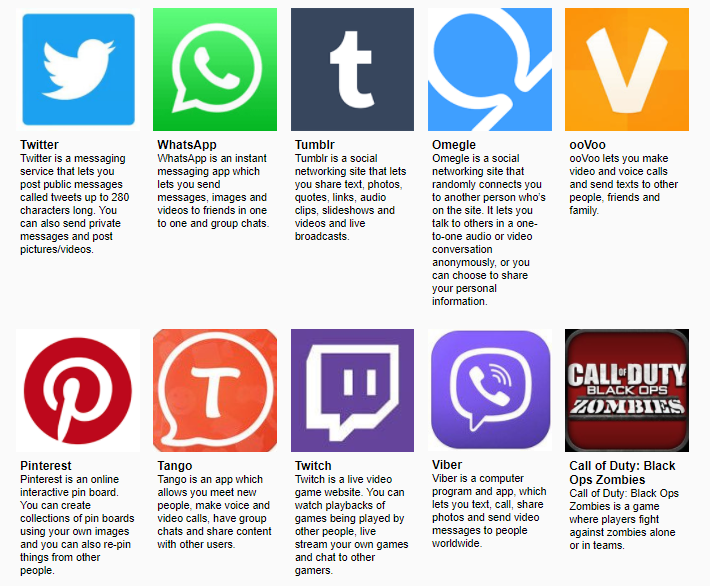 t
V
Twitter
Twitter is a messaging
service that lets you
post public messages
called tweets up to 280
characters long. You
can also send private
messages and post
pictures/videos.
WhatsApp
WhatsApp is an instant
messaging app which
lets you send
messages, images and
videos to friends in one
to one and group chats.
Tumblr
Tumblr is a social
networking site that lets
you share text, photos,
quotes, links, audio
clips, slideshows and
videos and live
broadcasts.
Omegle
Omegle is a social
networking site that
randomly connects you
to another person who's
on the site. It lets you
talk to others in a one-
to-one audio or video
conversation
anonymously, or you
can choose to share
your personal
information.
ooVoo
ooVoo lets you make
video and voice calls
and send texts to other
people, friends and
family.
T
CALL OF DUTY
BLACK OPS
ZOMBIES
Pinterest
Pinterest is an online
interactive pin board.
You can create
collections of pin boards
using your own images
and you can also re-pin
things from other
people.
Tango
Tango is an app which
allows you meet new
people, make voice and
video calls, have group
chats and share content
with other users.
Twitch
Twitch is a live video
game website. You can
watch playbacks of
games being played by
other people, live
stream your own games
and chat to other
gamers.
Viber
Viber is a computer
program and app, which
lets you text, call, share
photos and send video
messages to people
worldwide.
Call of Duty: Black
Ops Zombies
Call of Duty: Black Ops
Zombies is a game
where players fight
against zombies alone
or in teams.